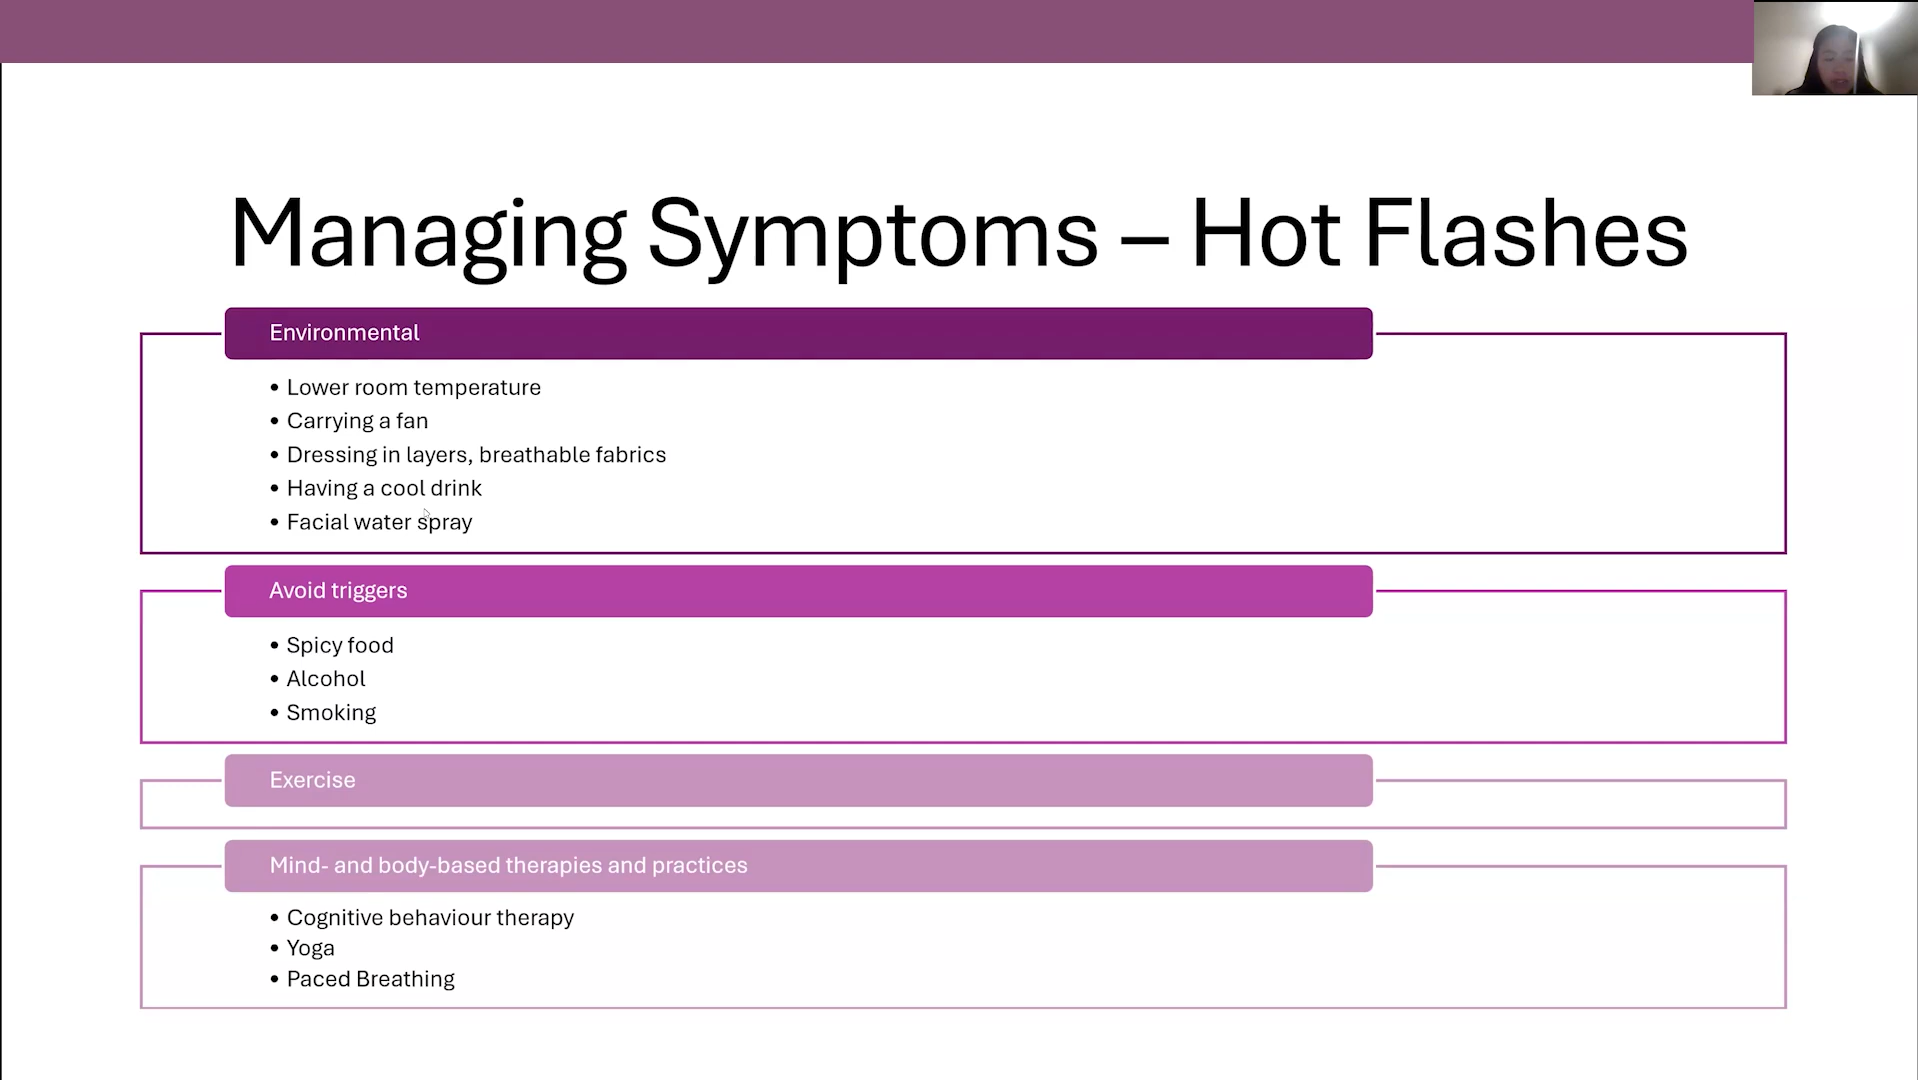 Managing Symptoms – Hot Flashes
Environmental
• Lower room temperature
• Carrying a fan
• Dressing in layers, breathable fabrics
• Having a cool drink
• Facial water spray
Avoid triggers
• Spicy food
• Alcohol
• Smoking
Exercise
Mind- and body-based therapies and practices
• Cognitive behaviour therapy
• Yoga
• Paced Breathing